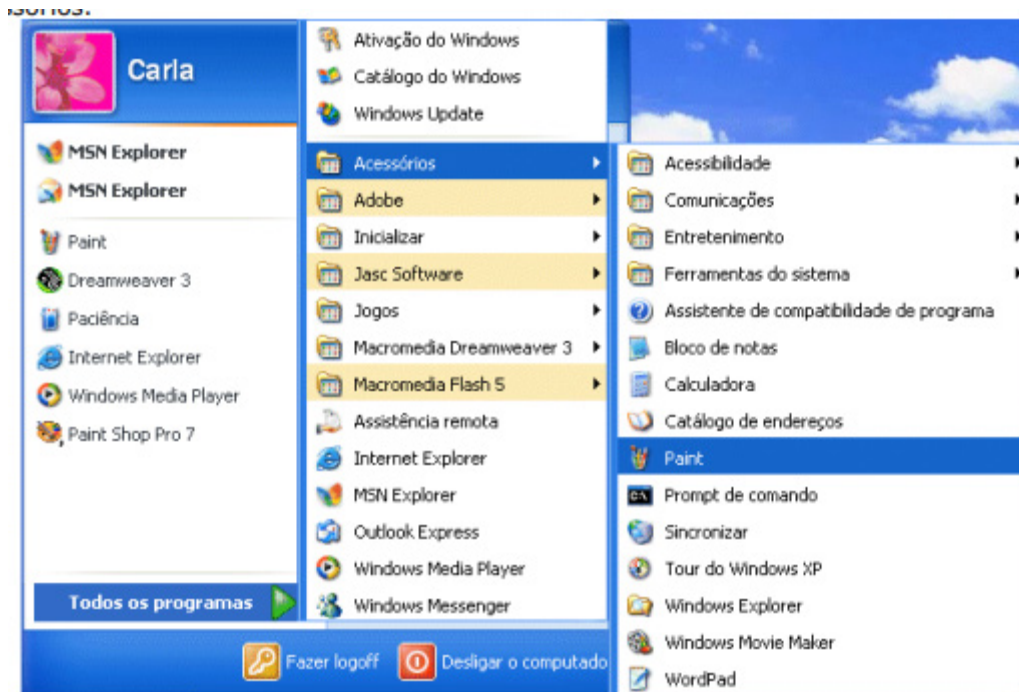 Carla
MSN Explorer
MSN Explorer
Paint
Dreamweaver 3
Paciência
Internet Explorer
Windows Media Player
Paint Shop Pro 7
Todos os programas
Ativação do Windows
Catálogo do Windows
Windows Update
Acessórios
Adobe
Inicializar
Jasc Software
Jogos
Macromedia Dreamweaver 3
Macromedia Flash 5
Assistência remota
Internet Explorer
MSN Explorer
Outlook Express
Windows Media Player
Windows Messenger
Acessibilidade
Comunicações
Entretenimento
Ferramentas do sistema
Assistente de compatibilidade de programa
Bloco de notas
Calculadora
Catálogo de endereços
Paint
Prompt de comando
Sincronizar
Tour do Windows XP
Windows Explorer
Windows Movie Maker
WordPad
Fazer logoff
Desligar o computado